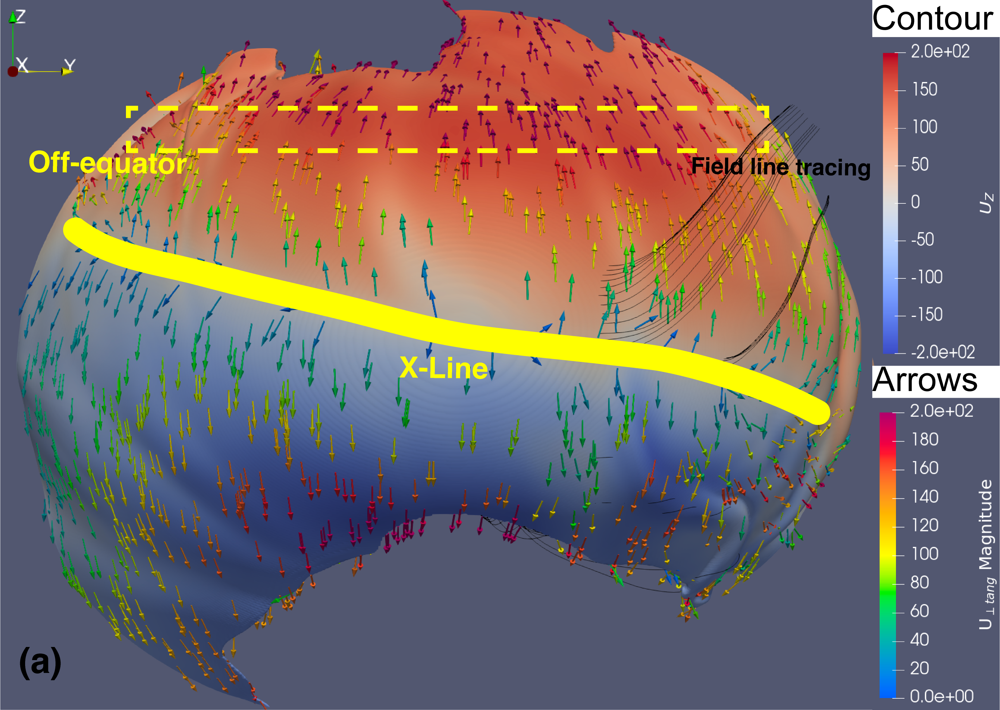 Z
X
Y
Off-equator
Field line tracing
X-Line
(a)
Contour
2.0e+02
150
100
50
0
-50
-100
-150
-2.0e+02
Uz
Arrows
2.0e+02
180
160
140
120
100
80
60
40
20
0.0e+00
U⊥tang Magnitude